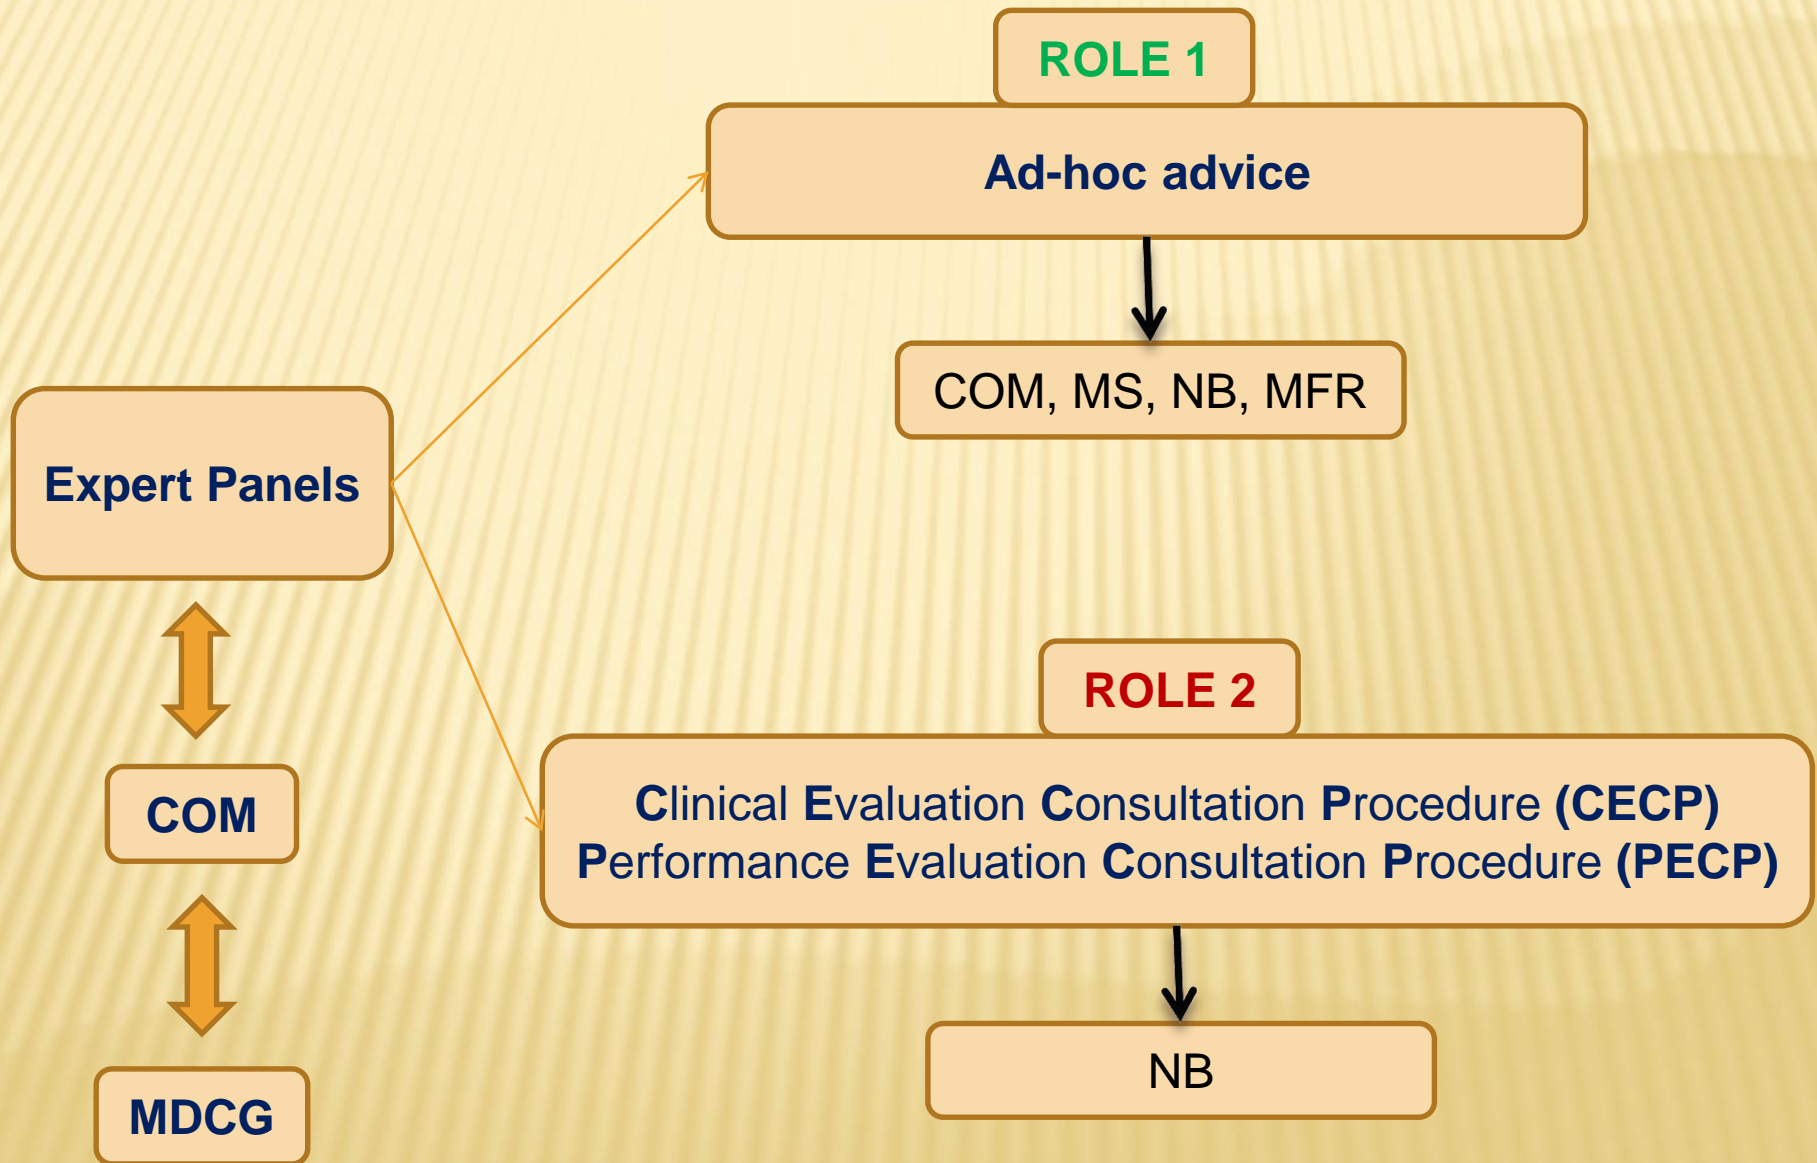 ROLE 1
Ad-hoc advice
COM, MS, NB, MFR
Expert Panels
COM
MDCG
ROLE 2
Clinical Evaluation Consultation Procedure (CECP)
Performance Evaluation Consultation Procedure (PECP)
NB